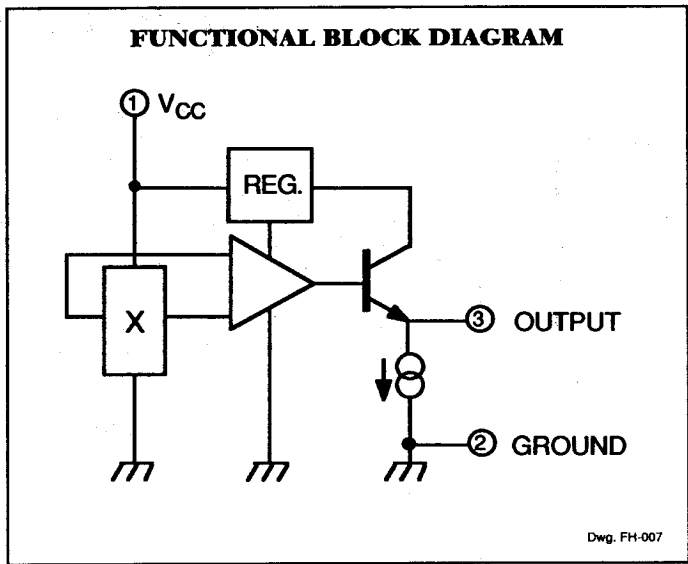 FUNCTIONAL BLOCK DIAGRAM
1 VCC
REG.
X
3 OUTPUT
2 GROUND
Dwg. FH-007